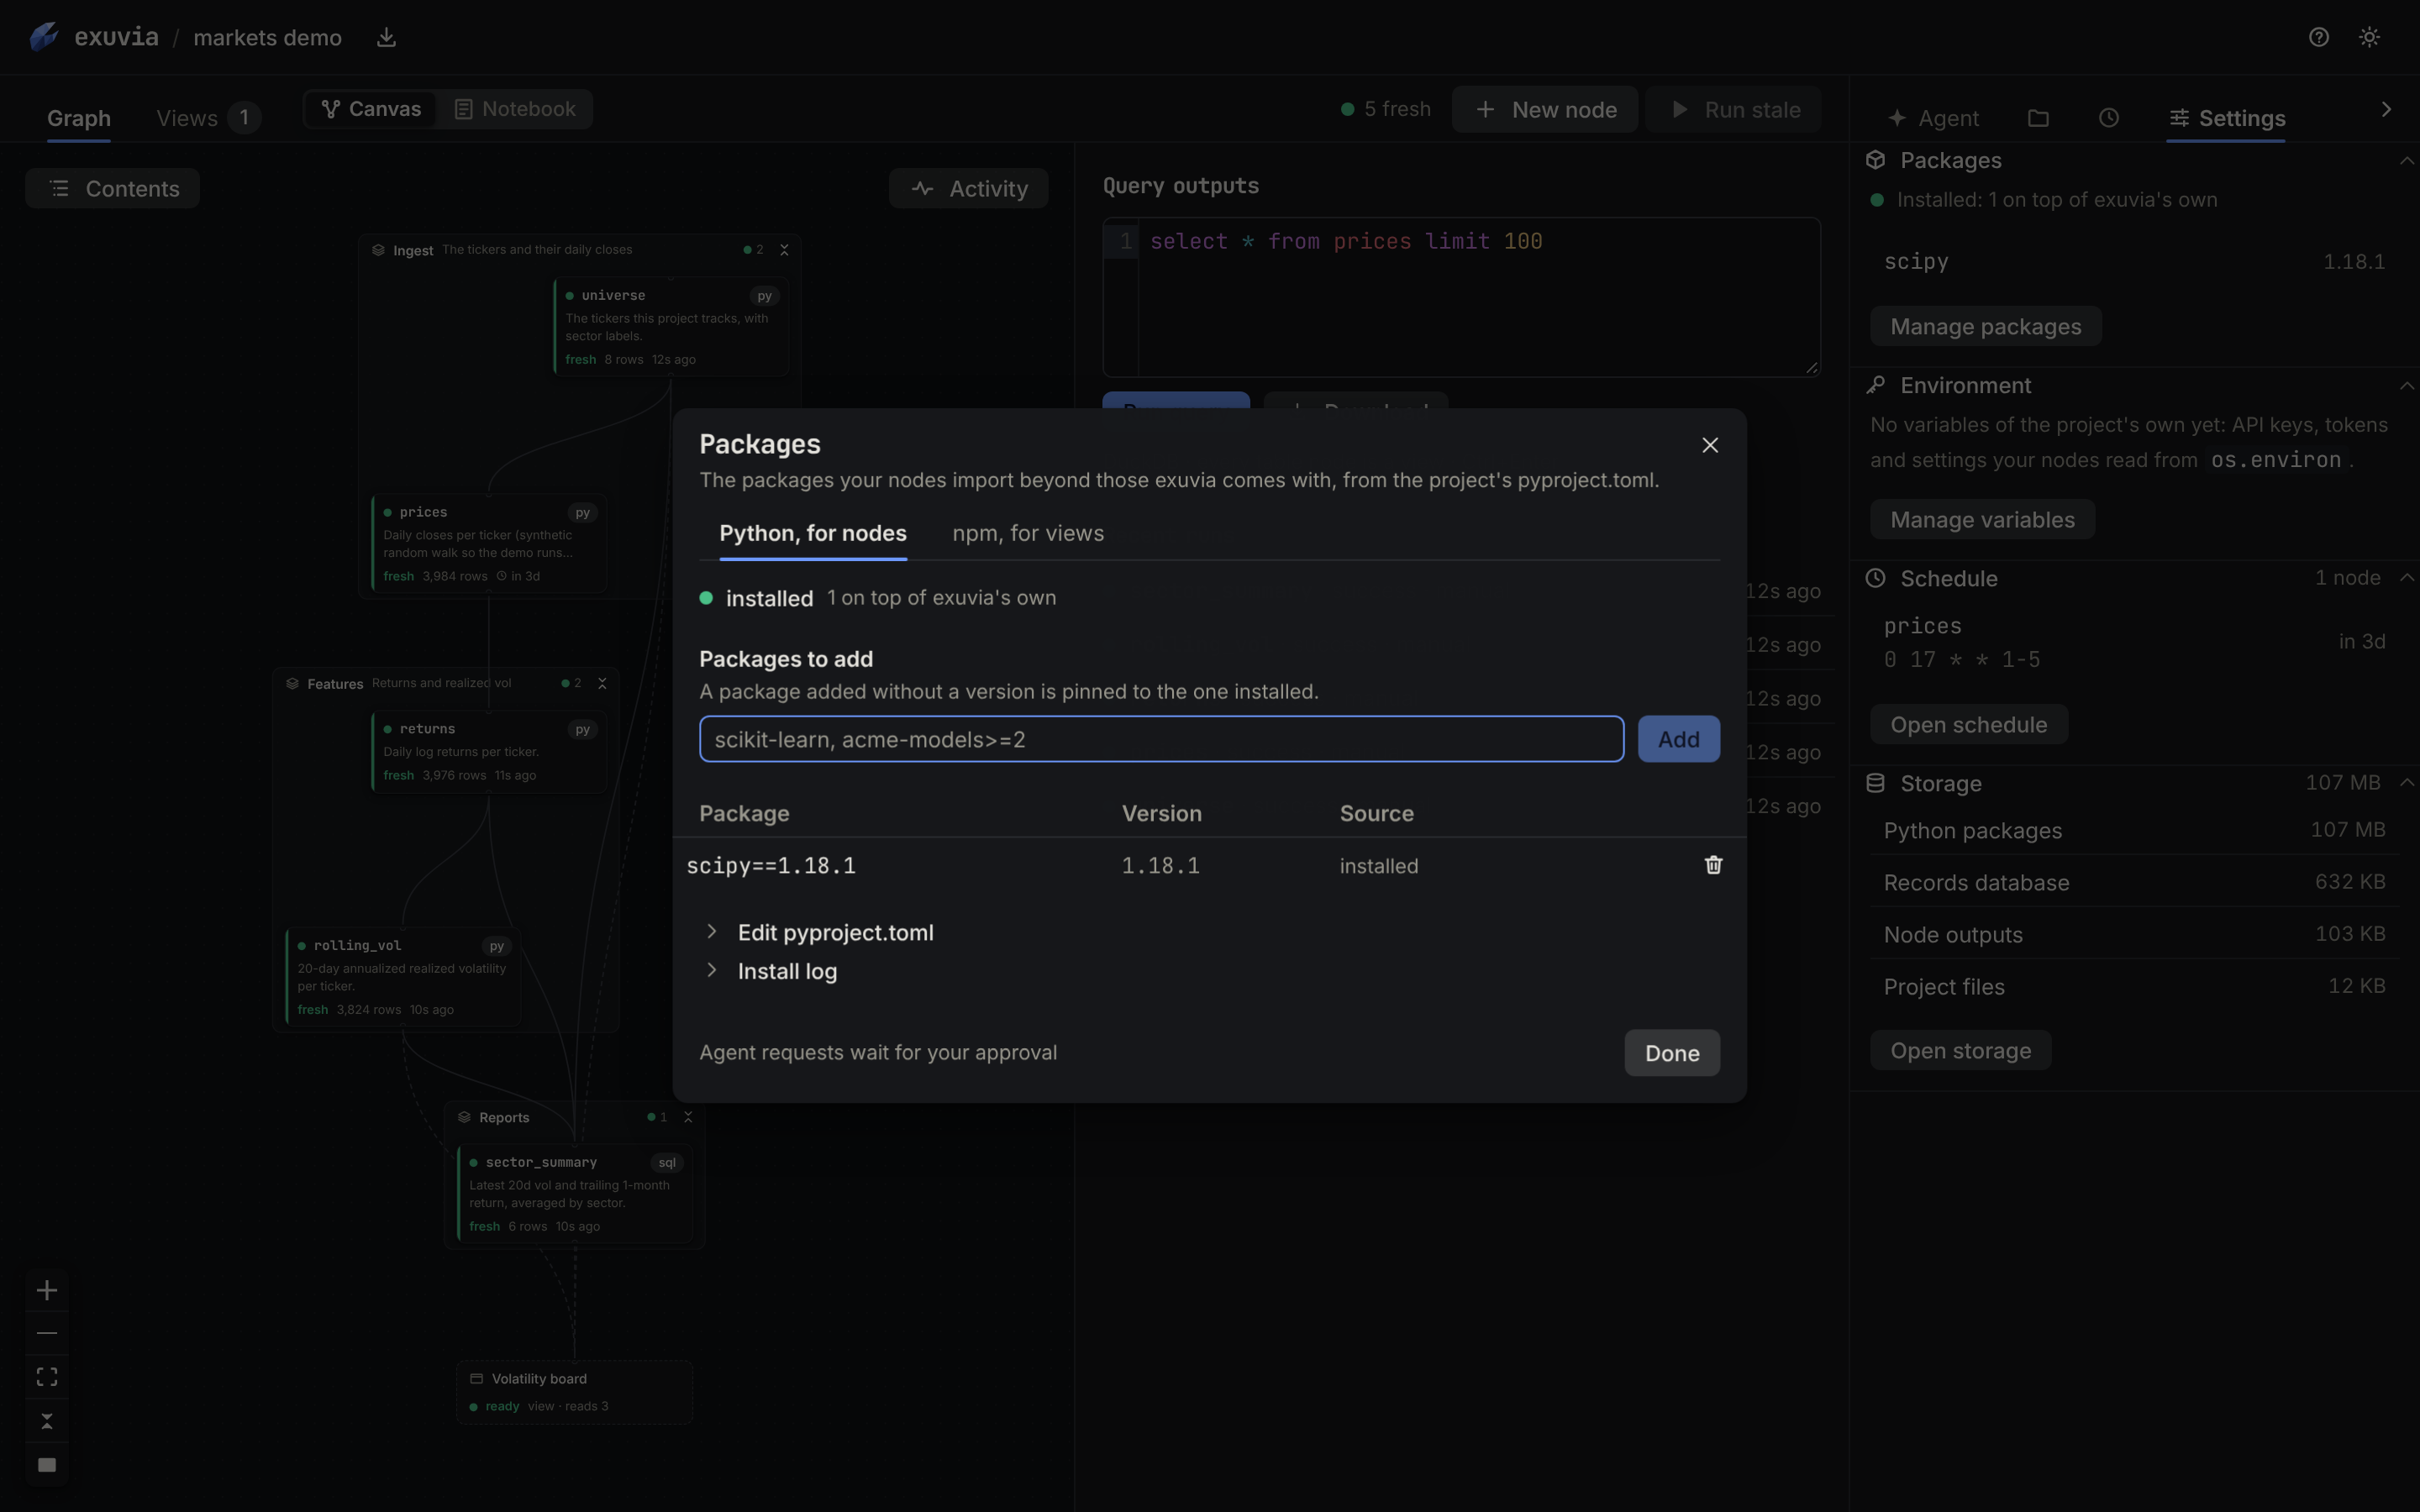 exuvia / markets demo
Graph
Views 1
Canvas
Notebook
5 fresh
New node
Run stale
Agent
Settings
Contents
Activity
Ingest The tickers and their daily closes 2
universe py
The tickers this project tracks, with
sector labels.
fresh 8 rows 12s ago
prices py
Daily closes per ticker (synthetic
random walk so the demo runs...
fresh 3,984 rows in 3d
Features Returns and realized vol 2
returns py
Daily log returns per ticker.
fresh 3,976 rows 11s ago
rolling_vol py
20-day annualized realized volatility
per ticker.
fresh 3,824 rows 10s ago
Reports 1
sector_summary sql
Latest 20d vol and trailing 1-month
return, averaged by sector.
fresh 6 rows 10s ago
Volatility board
ready view · reads 3
Query outputs
1 select * from prices limit 100
12s ago
12s ago
12s ago
12s ago
12s ago
Packages
The packages your nodes import beyond those exuvia comes with, from the project's pyproject.toml.
Python, for nodes
npm, for views
installed 1 on top of exuvia's own
Packages to add
A package added without a version is pinned to the one installed.
scikit-learn, acme-models>=2
Add
Package Version Source
scipy==1.18.1 1.18.1 installed
Edit pyproject.toml
Install log
Agent requests wait for your approval
Done
Packages
Installed: 1 on top of exuvia's own
scipy 1.18.1
Manage packages
Environment
No variables of the project's own yet: API keys, tokens
and settings your nodes read from os.environ.
Manage variables
Schedule 1 node
prices
0 17 * * 1-5
in 3d
Open schedule
Storage 107 MB
Python packages 107 MB
Records database 632 KB
Node outputs 103 KB
Project files 12 KB
Open storage